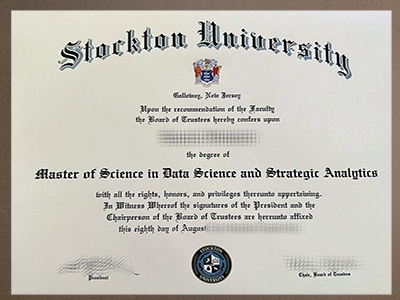 Stockton University
Galloway, New Jersey
Upon the recommendation of the Faculty
the Board of Trustees hereby confers upon
the degree of
Master of Science in Data Science and Strategic Analytics
with all the rights, honors, and privileges thereunto appertaining.
In Witness Whereof the signatures of the President and the
Chairperson of the Board of Trustees are hereunto affixed
this eighth day of August
STOCKTON
UNIVERSITY
President
Chair, Board of Trustees